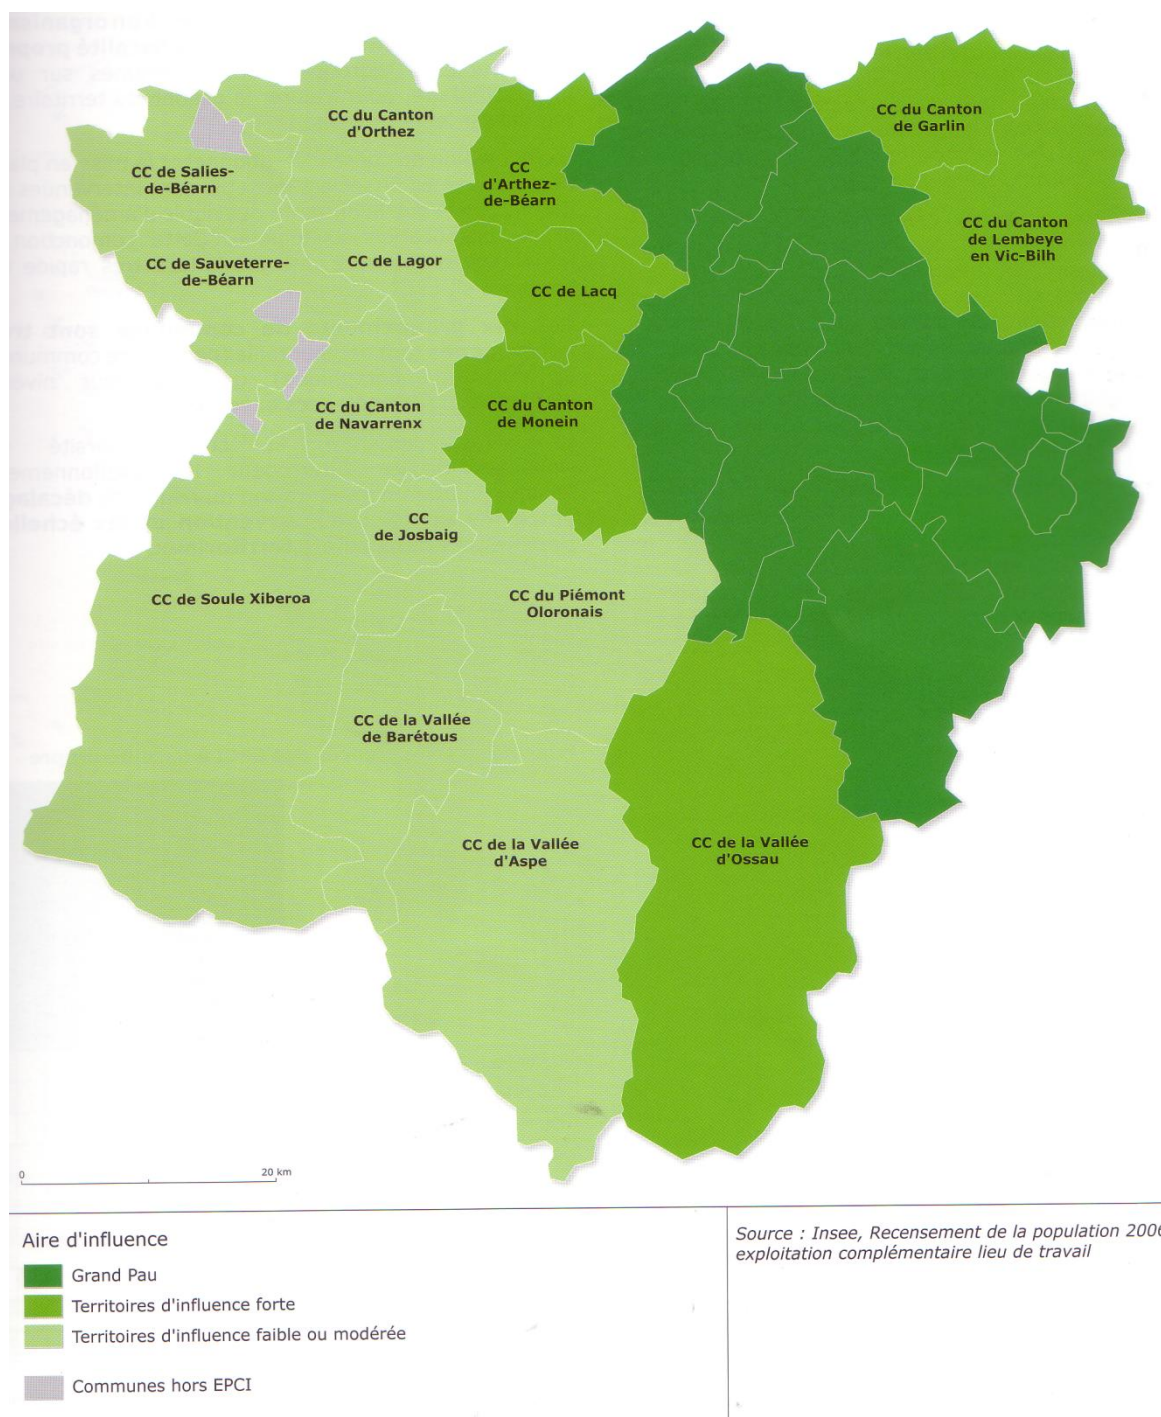 CC du Canton
d'Orthez
CC du Canton
de Garlin
CC de Salies-
de-Béarn
CC
d'Arthez-
de-Béarn
CC du Canton
de Lembeye
en Vic-Bilh
CC de Sauveterre-
de-Béarn
CC de Lagor
CC de Lacq
CC du Canton
de Navarrenx
CC du Canton
de Monein
CC
de Josbaig
CC de Soule Xiberoa
CC du Piémont
Oloronais
CC de la Vallée
de Barétous
CC de la Vallée
d'Aspe
CC de la Vallée
d'Ossau
0
20 km
Aire d'influence
Grand Pau
Territoires d'influence forte
Territoires d'influence faible ou modérée
Communes hors EPCI
Source : Insee, Recensement de la population 2006
exploitation complémentaire lieu de travail